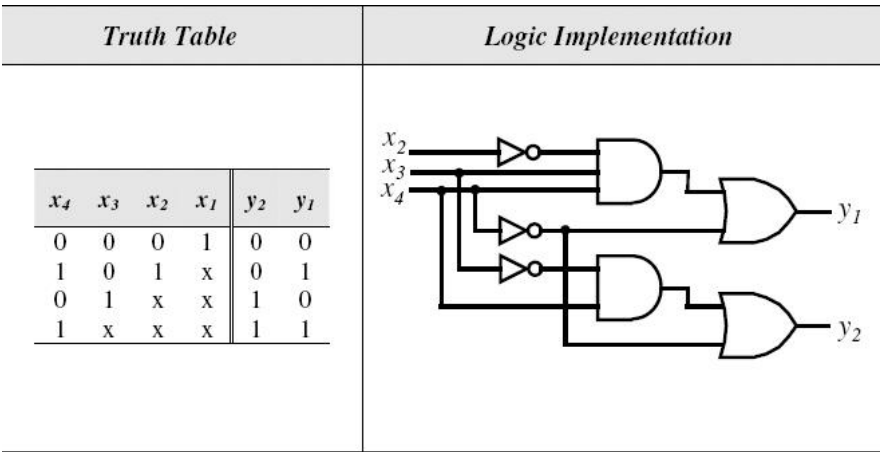 Truth Table
Logic Implementation
x4 x3 x2 x1 y2 y1
0 0 0 1 0 0
1 0 1 x 0 1
0 1 x x 1 0
1 x x x 1 1
x2
x3
x4
y1
y2